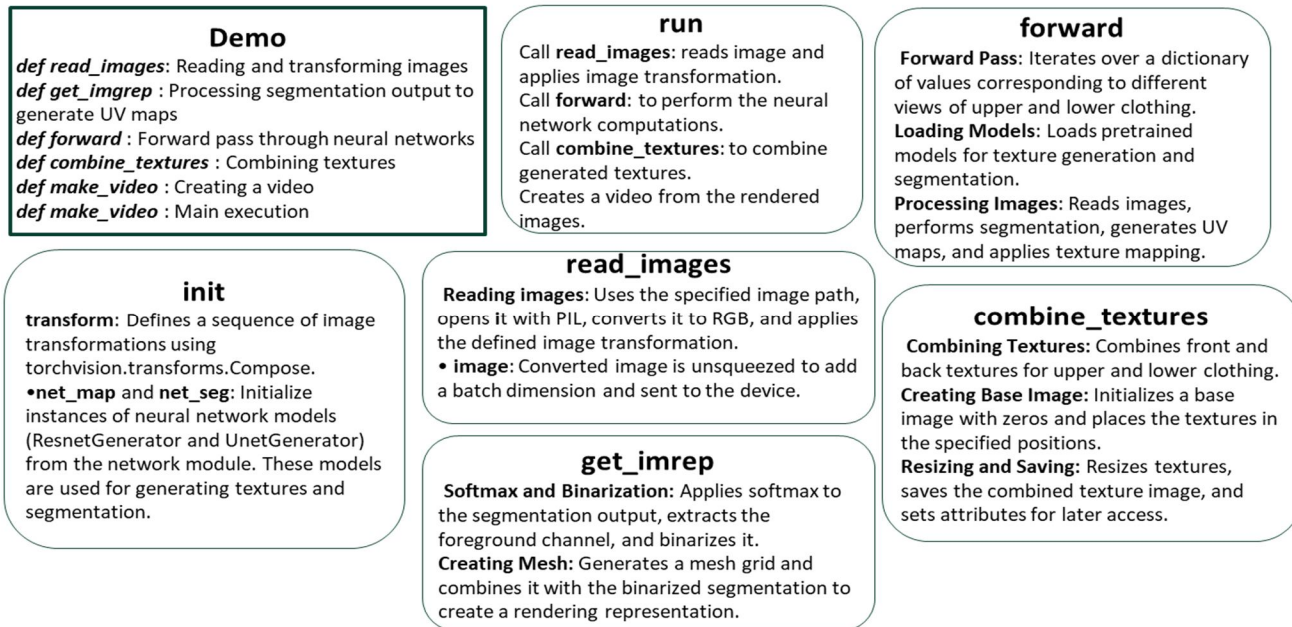 Demo
def read_images: Reading and transforming images
def get_imgrep : Processing segmentation output to
generate UV maps
def forward : Forward pass through neural networks
def combine_textures : Combining textures
def make_video : Creating a video
def make_video : Main execution
run
Call read_images: reads image and
applies image transformation.
Call forward: to perform the neural
network computations.
Call combine_textures: to combine
generated textures.
Creates a video from the rendered
images.
forward
Forward Pass: Iterates over a dictionary
of values corresponding to different
views of upper and lower clothing.
Loading Models: Loads pretrained
models for texture generation and
segmentation.
Processing Images: Reads images,
performs segmentation, generates UV
maps, and applies texture mapping.
init
transform: Defines a sequence of image
transformations using
torchvision.transforms.Compose.
•net_map and net_seg: Initialize
instances of neural network models
(ResnetGenerator and UnetGenerator)
from the network module. These models
are used for generating textures and
segmentation.
read_images
Reading images: Uses the specified image path,
opens it with PIL, converts it to RGB, and applies
the defined image transformation.
• image: Converted image is unsqueezed to add
a batch dimension and sent to the device.
get_imrep
Softmax and Binarization: Applies softmax to
the segmentation output, extracts the
foreground channel, and binarizes it.
Creating Mesh: Generates a mesh grid and
combines it with the binarized segmentation to
create a rendering representation.
combine_textures
Combining Textures: Combines front and
back textures for upper and lower clothing.
Creating Base Image: Initializes a base
image with zeros and places the textures in
the specified positions.
Resizing and Saving: Resizes textures,
saves the combined texture image, and
sets attributes for later access.